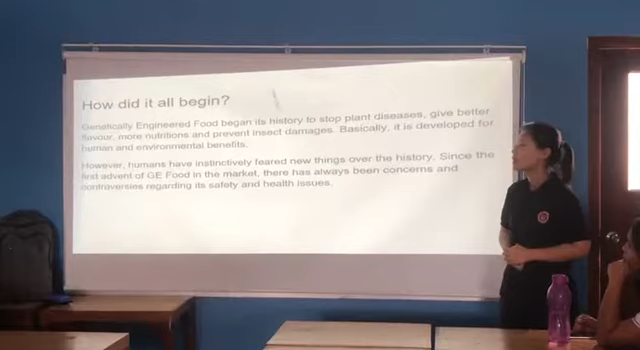 How did it all begin?
Genetically Engineered Food began its history to stop plant diseases, give better
flavour, more nutritions and prevent insect damages. Basically, it is developed for
human and environmental benefits.
However, humans have instinctively feared new things over the history. Since the
first advent of GE Food in the market, there has always been concerns and
contraversies regarding its safety and health issues.